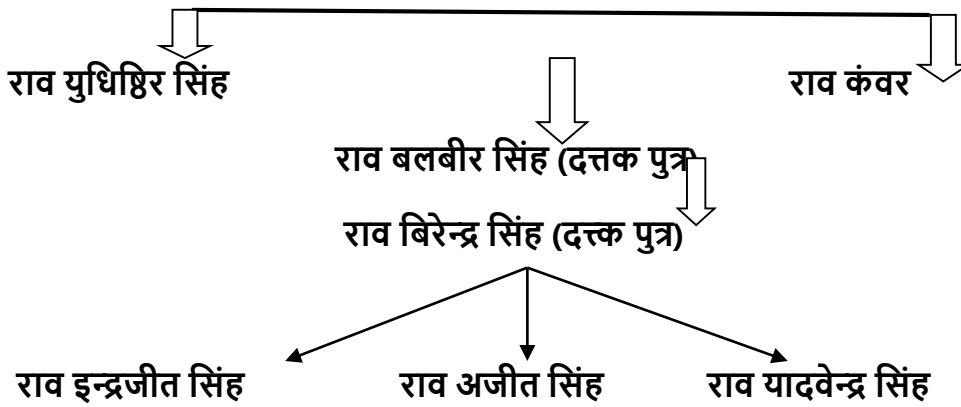 राव युधिष्ठिर सिंह राव कंवर
राव बलबीर सिंह (दत्तक पुत्र)
राव बिरेन्द्र सिंह (दत्त्क पुत्र)
राव इन्द्रजीत सिंह राव अजीत सिंह राव यादवेन्द्र सिंह